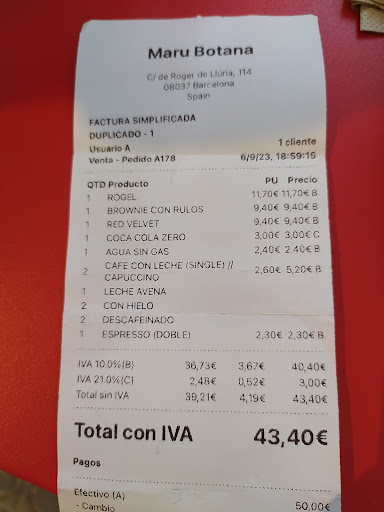 Maru Botana
C/ de Roger de Llúria, 114
08037 Barcelona
Spain
FACTURA SIMPLIFICADA
DUPLICADO - 1
Usuario A 1 cliente
Venta - Pedido A178 6/9/23, 18:59:15
QTD Producto PU Precio
1 ROGEL 11,70€ 11,70€ B
1 BROWNIE CON RULOS 9,40€ 9,40€ B
1 RED VELVET 9,40€ 9,40€ B
1 COCA COLA ZERO 3,00€ 3,00€ C
1 AGUA SIN GAS 2,40€ 2,40€ B
2 CAFE CON LECHE (SINGLE) // 2,60€ 5,20€ B
CAPUCCINO
1 LECHE AVENA
2 CON HIELO
2 DESCAFEINADO
1 ESPRESSO (DOBLE) 2,30€ 2,30€ B
IVA 10.0%(B) 36,73€ 3,67€ 40,40€
IVA 21.0%(C) 2,48€ 0,52€ 3,00€
Total sin IVA 39,21€ 4,19€ 43,40€
Total con IVA 43,40€
Pagos
Efectivo (A) 50,00€
- Cambio